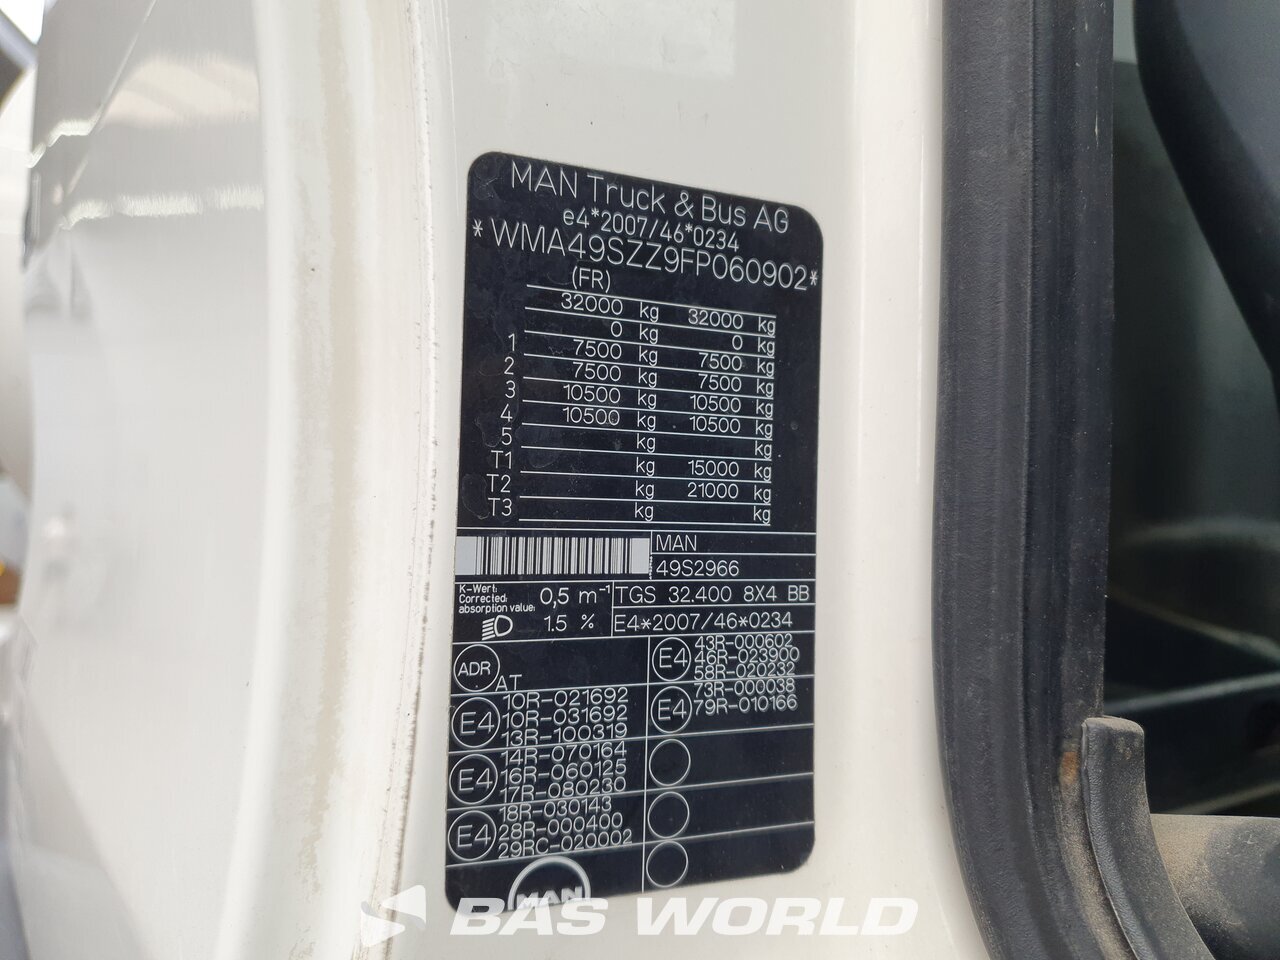 MAN Truck & Bus AG
e4*2007/46*0234
*WMA49SZZ9FP060902*
(FR)
32000 kg 32000 kg
0 kg 0 kg
1 7500 kg 7500 kg
2 7500 kg 7500 kg
3 10500 kg 10500 kg
4 10500 kg 10500 kg
5 kg kg
T1 kg 15000 kg
T2 kg 21000 kg
T3 kg kg
MAN
49S2966
K-Wert:
Corrected
absorption value:
0,5 m⁻¹
1.5 %
TGS 32.400 8X4 BB
E4*2007/46*0234
ADR
AT
E4
10R-021692
10R-031692
13R-100319
E4
14R-070164
16R-060125
17R-080230
E4
18R-030143
28R-000400
29RC-020002
E4
43R-000602
46R-023900
58R-020232
E4
73R-000038
79R-010166
MAN
BAS WORLD